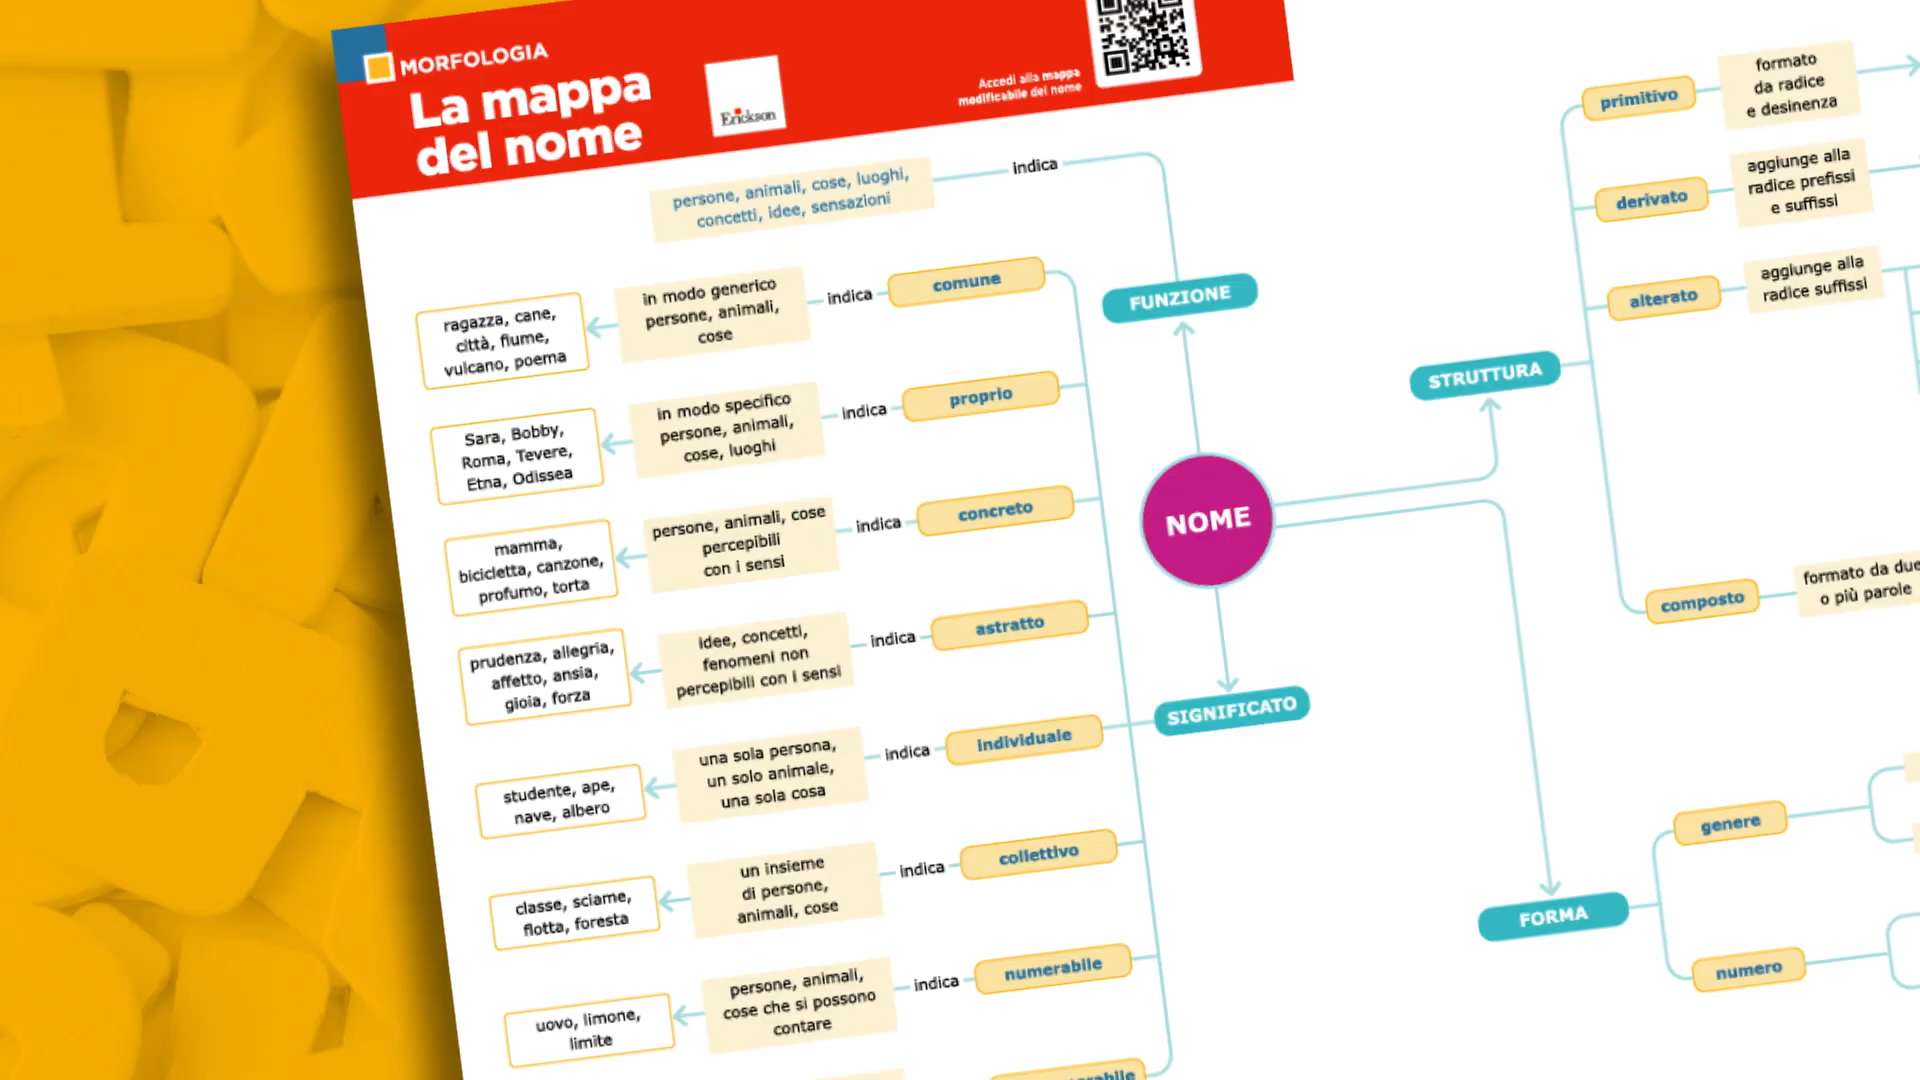 MORFOLOGIA
La mappa
del nome
Erickson
Accedi alla mappa
modificabile del nome
persone, animali, cose, luoghi,
concetti, idee, sensazioni
indica
FUNZIONE
comune
indica
in modo generico
persone, animali,
cose
ragazza, cane,
città, fiume,
vulcano, poema
proprio
indica
in modo specifico
persone, animali,
cose, luoghi
Sara, Bobby,
Roma, Tevere,
Etna, Odissea
concreto
indica
persone, animali, cose
percepibili
con i sensi
mamma,
bicicletta, canzone,
profumo, torta
astratto
indica
idee, concetti,
fenomeni non
percepibili con i sensi
prudenza, allegria,
affetto, ansia,
gioia, forza
individuale
indica
una sola persona,
un solo animale,
una sola cosa
studente, ape,
nave, albero
collettivo
indica
un insieme
di persone,
animali, cose
classe, sciame,
flotta, foresta
numerabile
indica
persone, animali,
cose che si possono
contare
uovo, limone,
limite
NOME
SIGNIFICATO
STRUTTURA
primitivo
formato
da radice
e desinenza
derivato
aggiunge alla
radice prefissi
e suffissi
alterato
aggiunge alla
radice suffissi
composto
formato da due
o più parole
FORMA
genere
numero